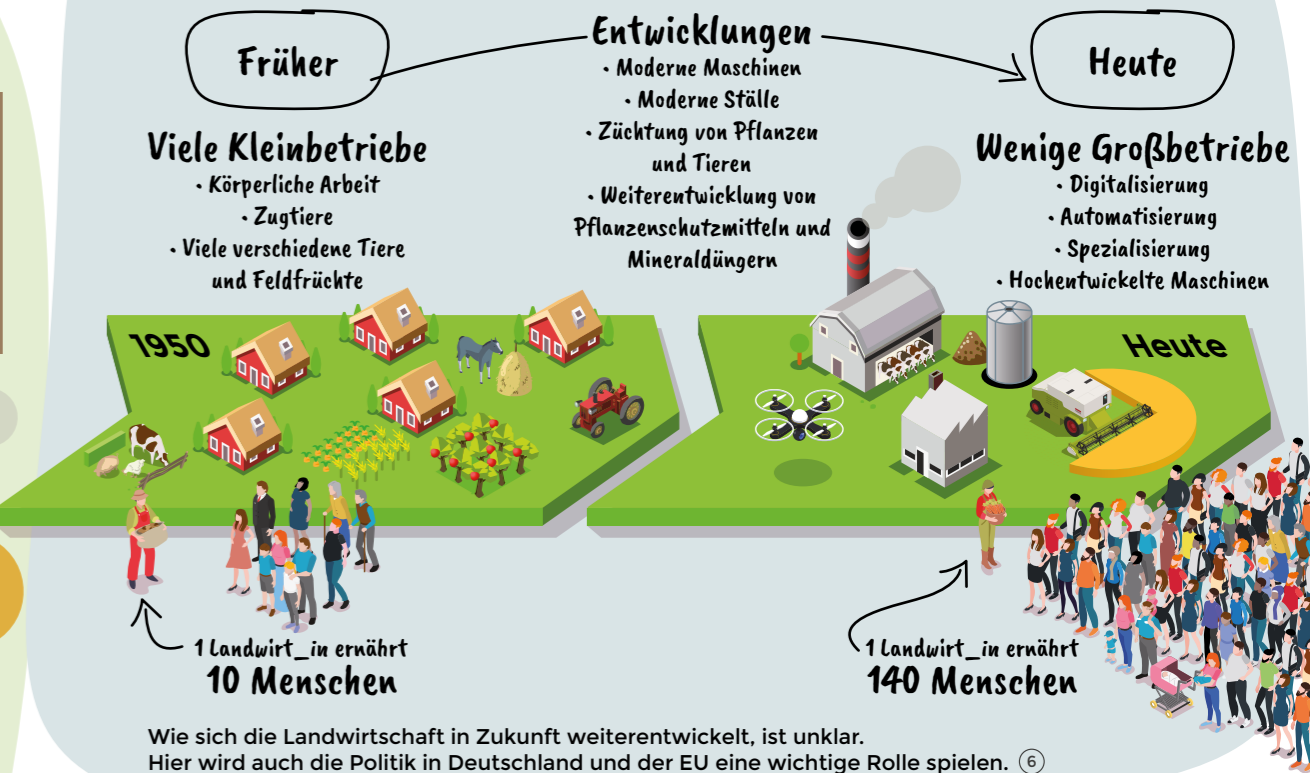 Früher
Viele Kleinbetriebe
• Körperliche Arbeit
• Zugtiere
• Viele verschiedene Tiere
und Feldfrüchte
Entwicklungen
• Moderne Maschinen
• Moderne Ställe
• Züchtung von Pflanzen
und Tieren
• Weiterentwicklung von
Pflanzenschutzmitteln und
Mineraldüngern
Heute
Wenige Großbetriebe
• Digitalisierung
• Automatisierung
• Spezialisierung
• Hochentwickelte Maschinen
1950
Heute
1 Landwirt_in ernährt
10 Menschen
1 Landwirt_in ernährt
140 Menschen
Wie sich die Landwirtschaft in Zukunft weiterentwickelt, ist unklar.
Hier wird auch die Politik in Deutschland und der EU eine wichtige Rolle spielen. 6